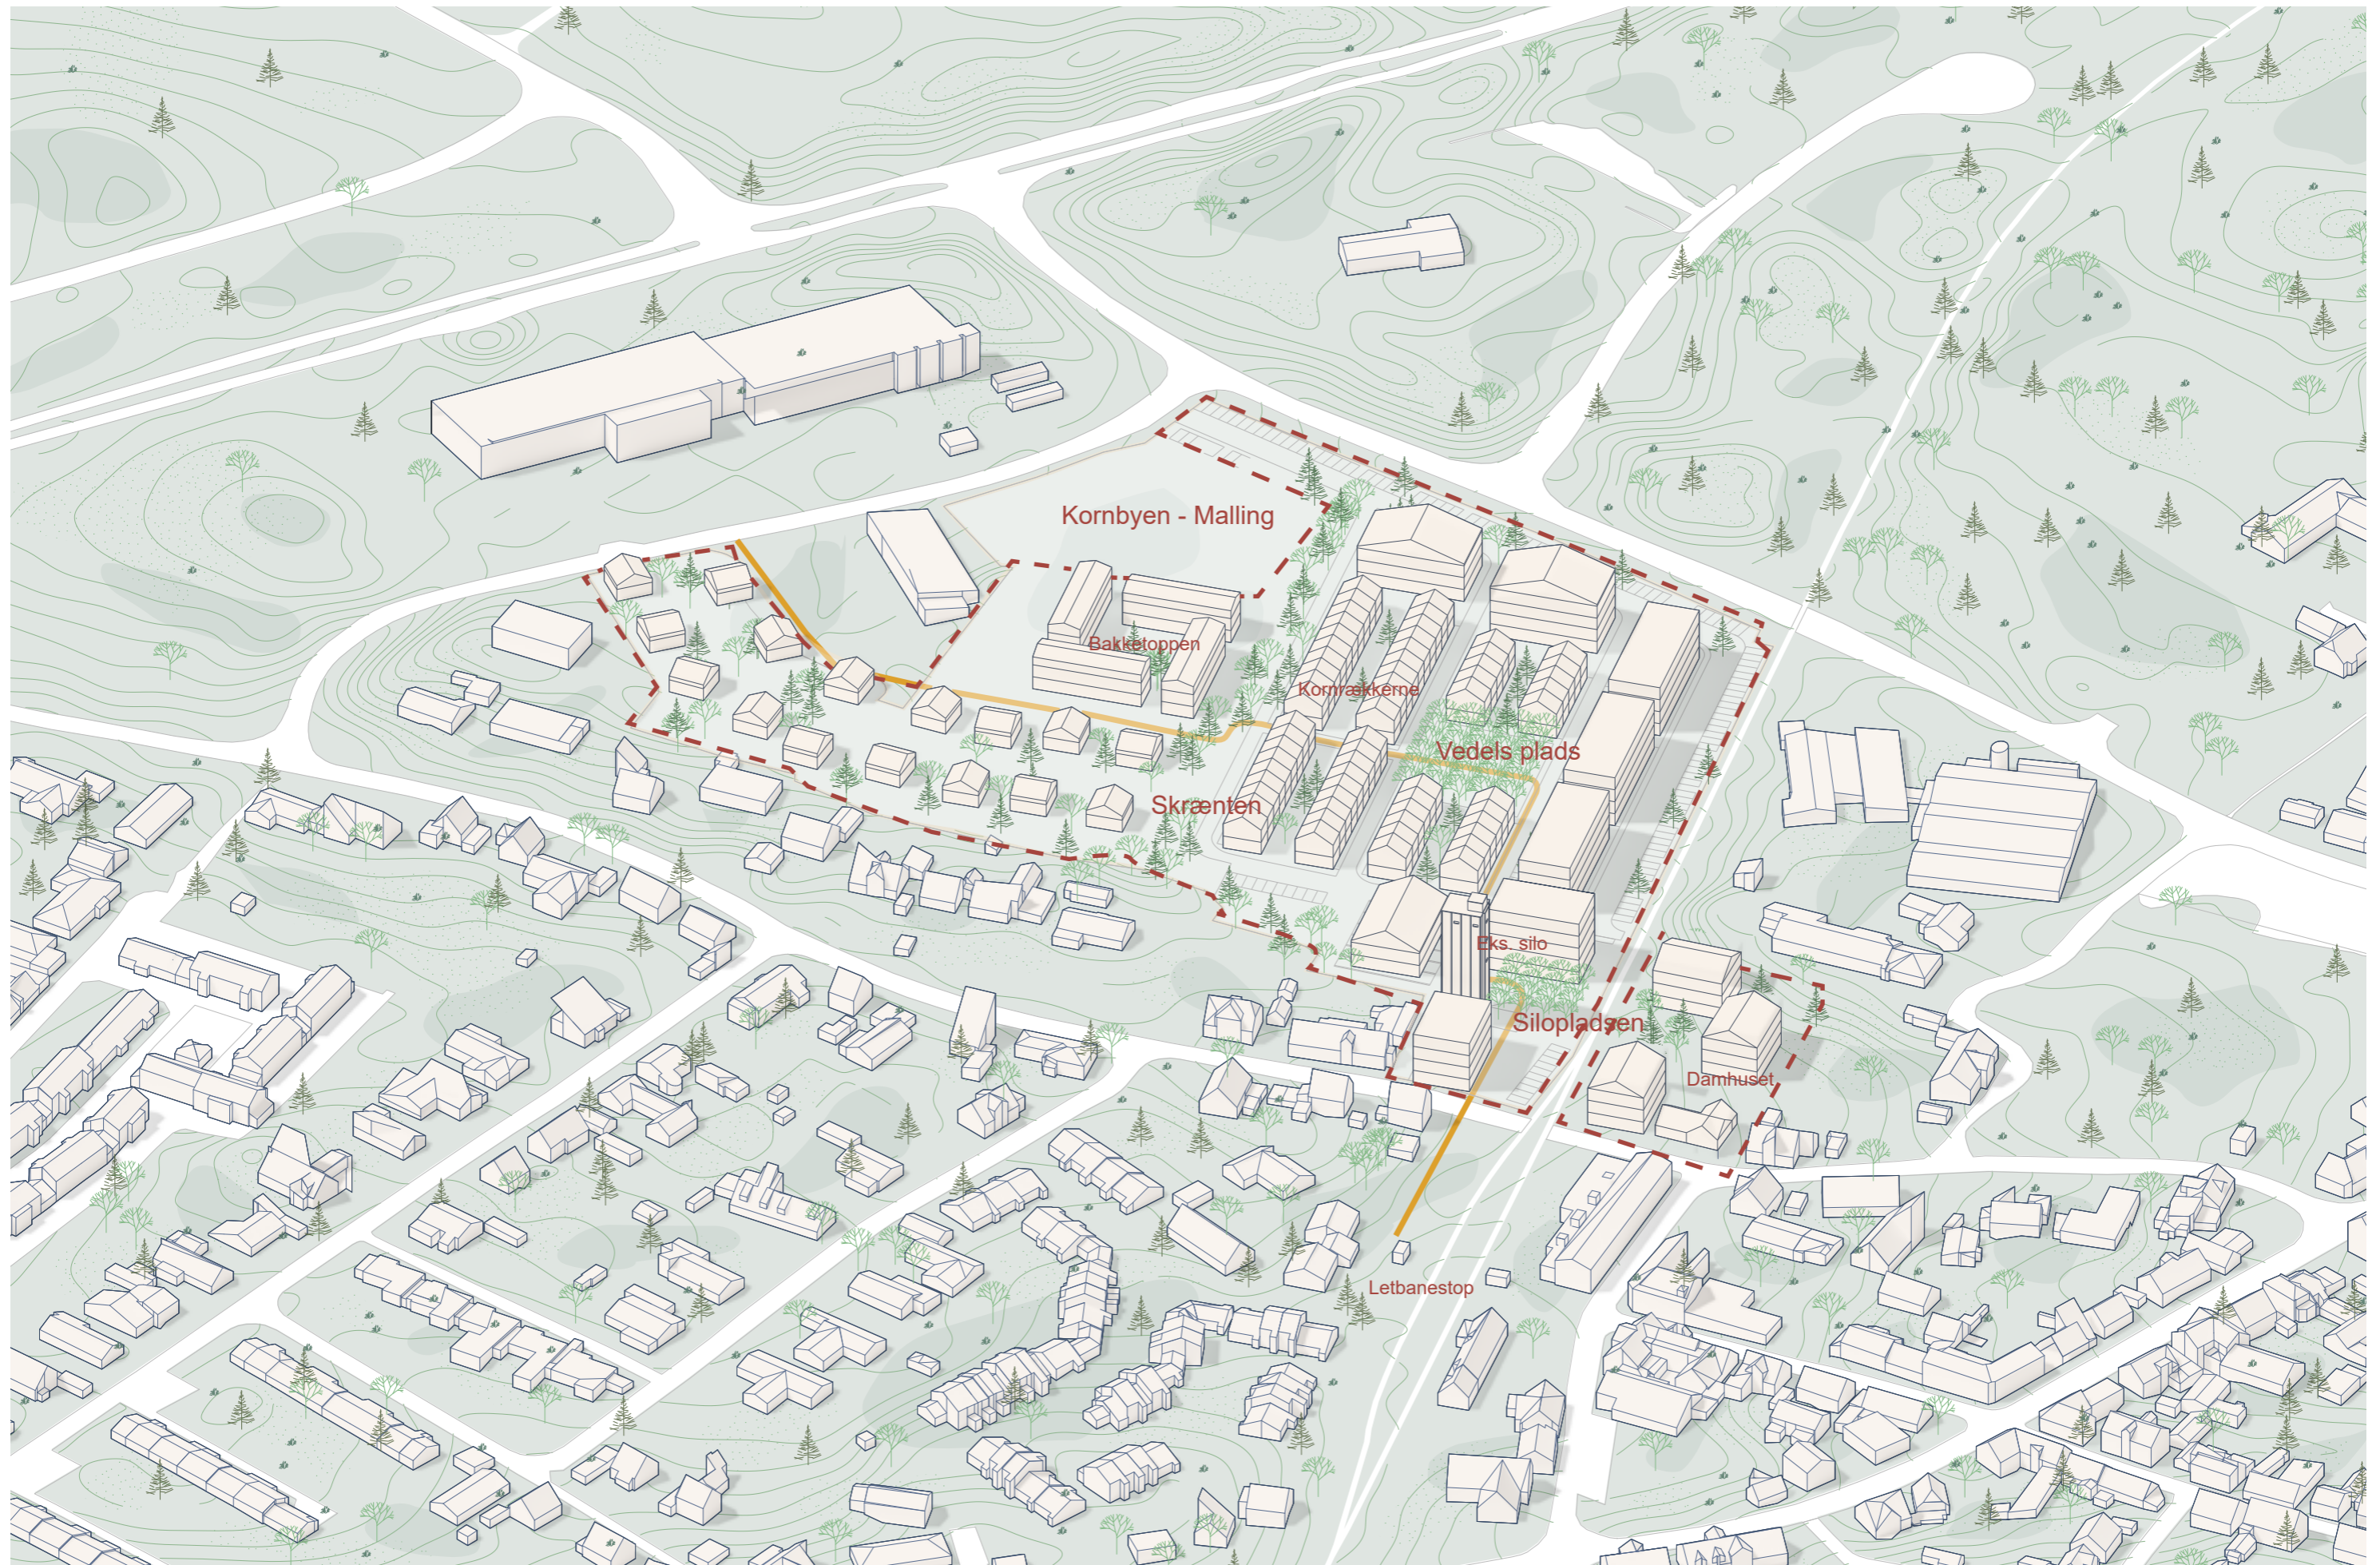 Kornbyen - Malling
Bakketoppen
Kornrækkerne
Vedels plads
Skrænten
Eks. silo
Silopladsen
Damhuset
Letbanestop